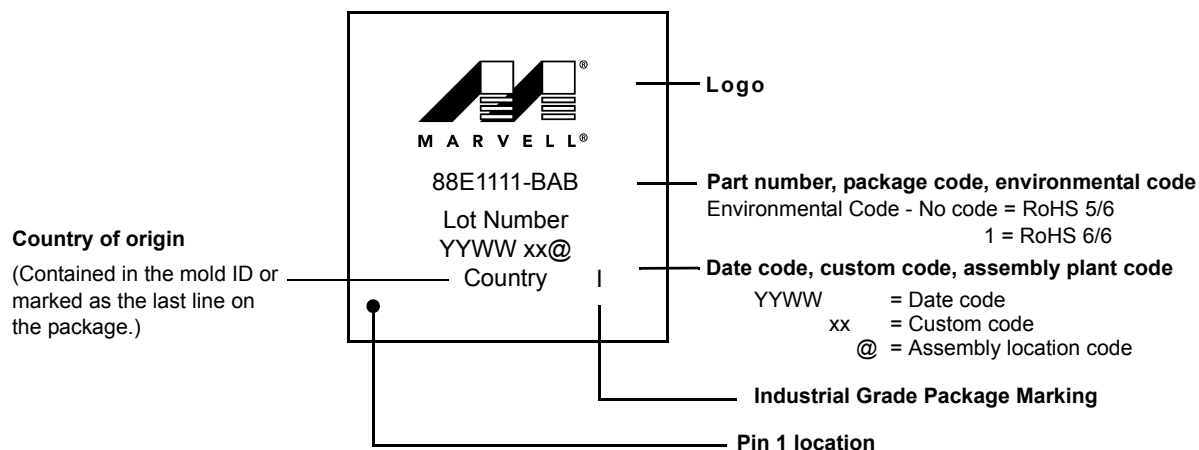 ®
MARVELL®
Logo
88E1111-BAB
Part number, package code, environmental code
Environmental Code - No code = RoHS 5/6
1 = RoHS 6/6
Lot Number
YYWW xx@
Country I
Country of origin
(Contained in the mold ID or
marked as the last line on
the package.)
Date code, custom code, assembly plant code
YYWW = Date code
xx = Custom code
@ = Assembly location code
Industrial Grade Package Marking
Pin 1 location